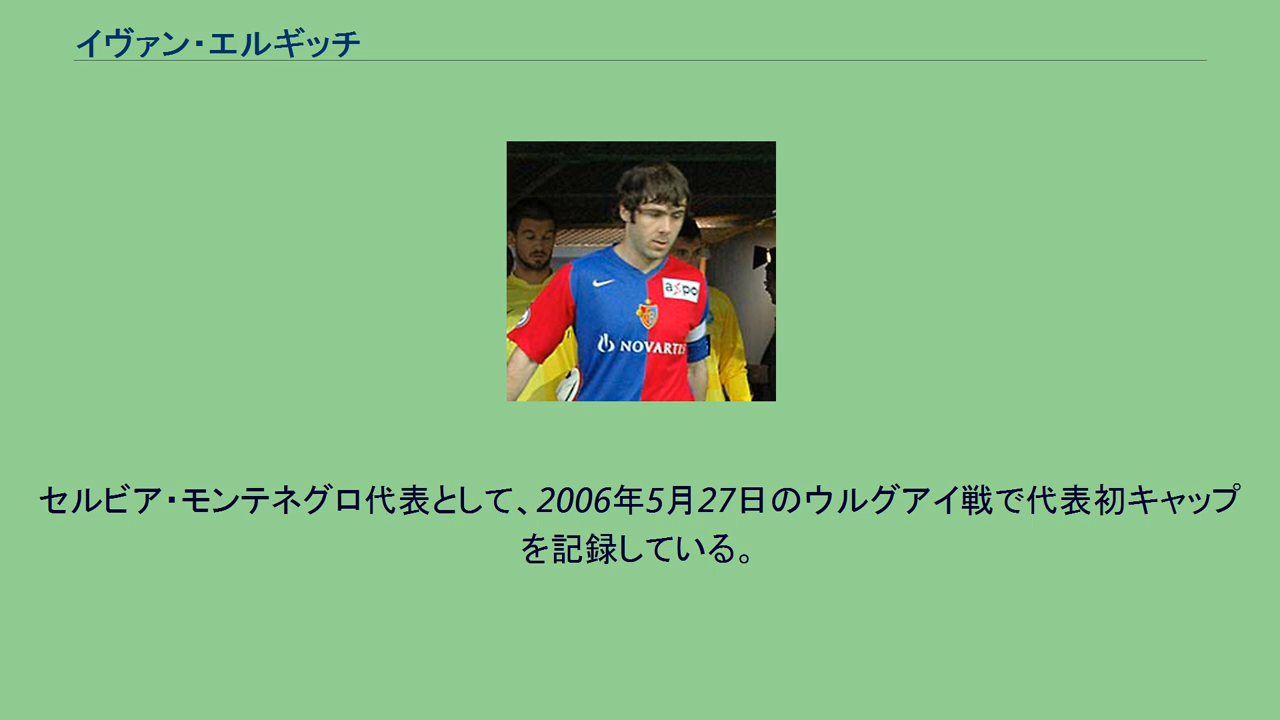 イヴァン・エルギッチ
axpo
NOVARTIS
セルビア・モンテネグロ代表として、2006年5月27日のウルグアイ戦で代表初キャップ
を記録している。